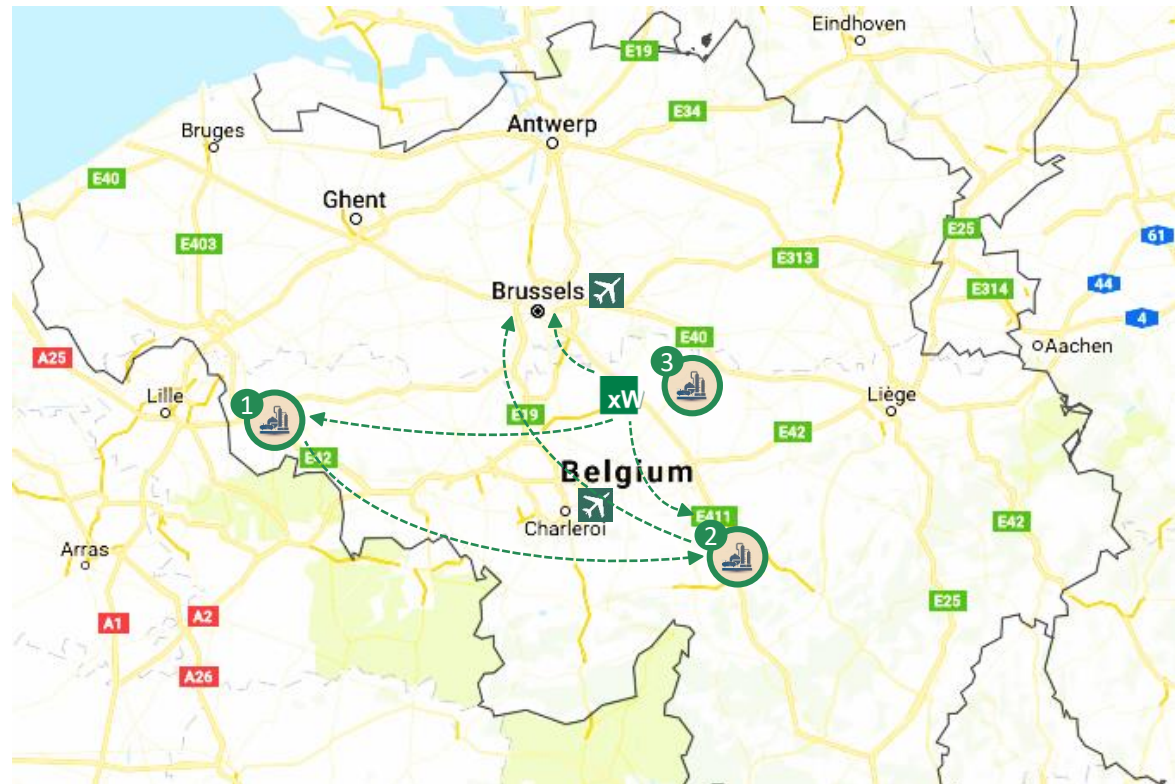 Eindhoven
E19
E34
Antwerp
Bruges
E40
Ghent
E403
E25
61
E313
44
E314
Brussels
4
E40
Aachen
A25
3
Lille
1
xW
Liège
E19
E42
E42
Belgium
E411
Charleroi
2
E42
Arras
E25
A1
A2
A26